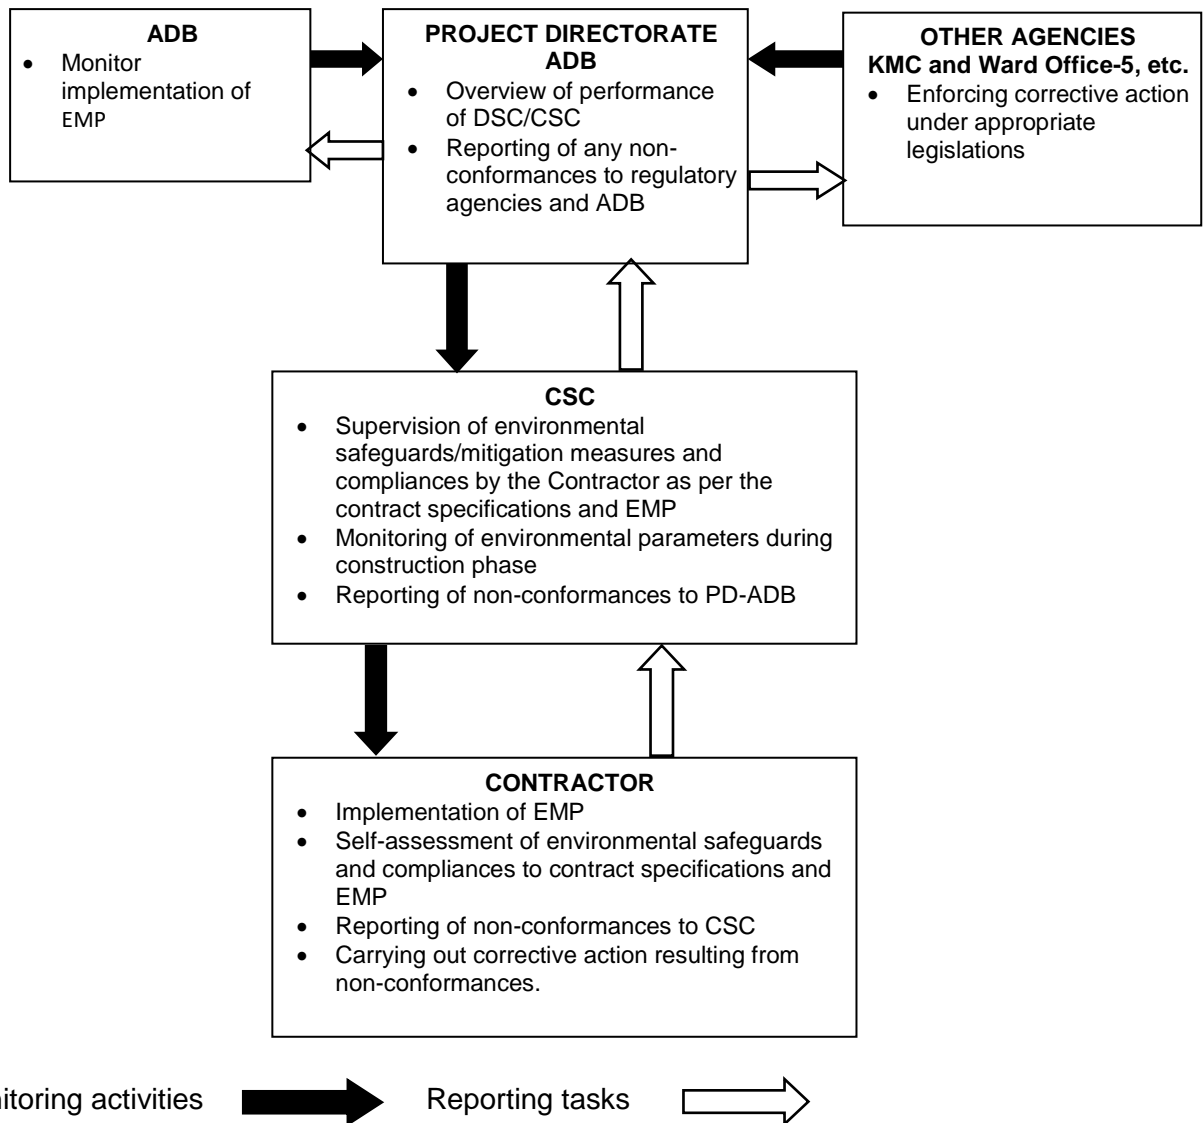 ADB
• Monitor
implementation of
EMP
PROJECT DIRECTORATE
ADB
• Overview of performance
of DSC/CSC
• Reporting of any non-
conformances to regulatory
agencies and ADB
OTHER AGENCIES
KMC and Ward Office-5, etc.
• Enforcing corrective action
under appropriate
legislations
CSC
• Supervision of environmental
safeguards/mitigation measures and
compliances by the Contractor as per the
contract specifications and EMP
• Monitoring of environmental parameters during
construction phase
• Reporting of non-conformances to PD-ADB
CONTRACTOR
• Implementation of EMP
• Self-assessment of environmental safeguards
and compliances to contract specifications and
EMP
• Reporting of non-conformances to CSC
• Carrying out corrective action resulting from
non-conformances.
nitoring activities Reporting tasks